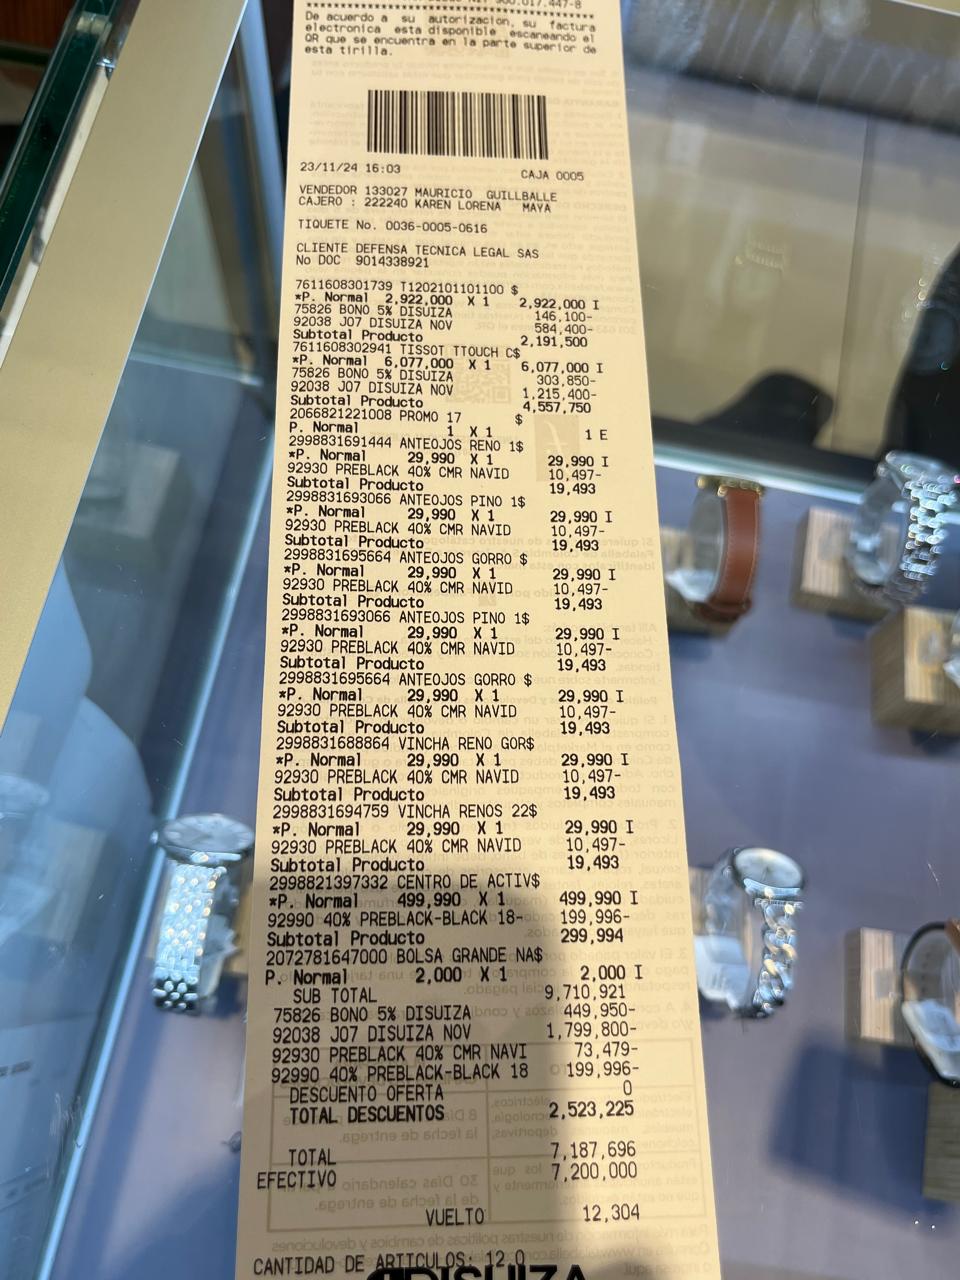 De acuerdo a su autorizacion, su factura
electronica esta disponible escaneando el
QR que se encuentra en la parte superior de
esta tirilla.
23/11/24 16:03 CAJA 0005
VENDEDOR 133027 MAURICIO GUILLBALLE
CAJERO : 222240 KAREN LORENA MAYA
TIQUETE No. 0036-0005-0616
CLIENTE DEFENSA TECNICA LEGAL SAS
No DOC 9014338921
7611608301739 T1202101101100 $
*P. Normal 2,922,000 X 1 2,922,000 I
75826 BONO 5% DISUIZA 146,100-
92038 JO7 DISUIZA NOV 584,400-
Subtotal Producto 2,191,500
7611608302941 TISSOT TTOUCH C$
*P. Normal 6,077,000 X 1 6,077,000 I
75826 BONO 5% DISUIZA 303,850-
92038 JO7 DISUIZA NOV 1,215,400-
Subtotal Producto 4,557,750
2066821221008 PROMO 17 $
P. Normal 1 X 1 1 E
2998831691444 ANTEOJOS RENO 1$
*P. Normal 29,990 X 1 29,990 I
92930 PREBLACK 40% CMR NAVID 10,497-
Subtotal Producto 19,493
2998831693066 ANTEOJOS PINO 1$
*P. Normal 29,990 X 1 29,990 I
92930 PREBLACK 40% CMR NAVID 10,497-
Subtotal Producto 19,493
2998831695664 ANTEOJOS GORRO $
*P. Normal 29,990 X 1 29,990 I
92930 PREBLACK 40% CMR NAVID 10,497-
Subtotal Producto 19,493
2998831693066 ANTEOJOS PINO 1$
*P. Normal 29,990 X 1 29,990 I
92930 PREBLACK 40% CMR NAVID 10,497-
Subtotal Producto 19,493
2998831695664 ANTEOJOS GORRO $
*P. Normal 29,990 X 1 29,990 I
92930 PREBLACK 40% CMR NAVID 10,497-
Subtotal Producto 19,493
2998831688864 VINCHA RENO GOR$
*P. Normal 29,990 X 1 29,990 I
92930 PREBLACK 40% CMR NAVID 10,497-
Subtotal Producto 19,493
2998831694759 VINCHA RENOS 22$
*P. Normal 29,990 X 1 29,990 I
92930 PREBLACK 40% CMR NAVID 10,497-
Subtotal Producto 19,493
2998821397332 CENTRO DE ACTIV$
*P. Normal 499,990 X 1 499,990 I
92990 40% PREBLACK-BLACK 18- 199,996-
Subtotal Producto 299,994
2072781647000 BOLSA GRANDE NA$
P. Normal 2,000 X 1 2,000 I
SUB TOTAL 9,710,921
75826 BONO 5% DISUIZA 449,950-
92038 JO7 DISUIZA NOV 1,799,800-
92930 PREBLACK 40% CMR NAVI 73,479-
92990 40% PREBLACK-BLACK 18 199,996-
DESCUENTO OFERTA 0
TOTAL DESCUENTOS 2,523,225
TOTAL 7,187,696
EFECTIVO 7,200,000
VUELTO 12,304
CANTIDAD DE ARTICULOS: 12.0
DISUIZA